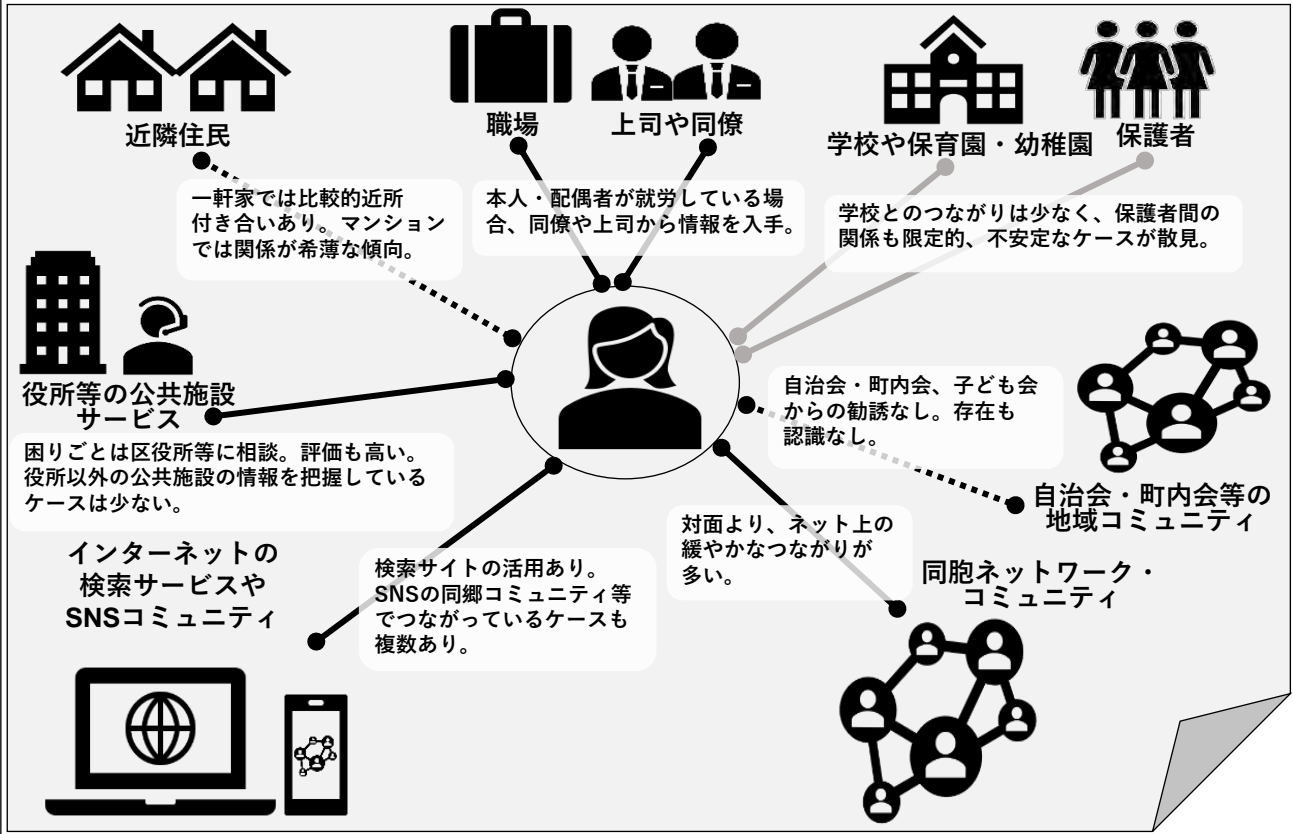 近隣住民
職場
上司や同僚
学校や保育園・幼稚園
保護者
一軒家では比較的近所
付き合いあり。マンション
では関係が希薄な傾向。
本人・配偶者が就労している場
合、同僚や上司から情報を入手。
学校とのつながりは少なく、保護者間の
関係も限定的、不安定なケースが散見。
役所等の公共施設
サービス
困りごとは区役所等に相談。評価も高い。
役所以外の公共施設の情報を把握している
ケースは少ない。
自治会・町内会、子ども会
からの勧誘なし。存在も
認識なし。
自治会・町内会等の
地域コミュニティ
インターネットの
検索サービスや
SNSコミュニティ
検索サイトの活用あり。
SNSの同郷コミュニティ等
でつながっているケースも
複数あり。
対面より、ネット上の
緩やかなつながりが
多い。
同胞ネットワーク・
コミュニティ